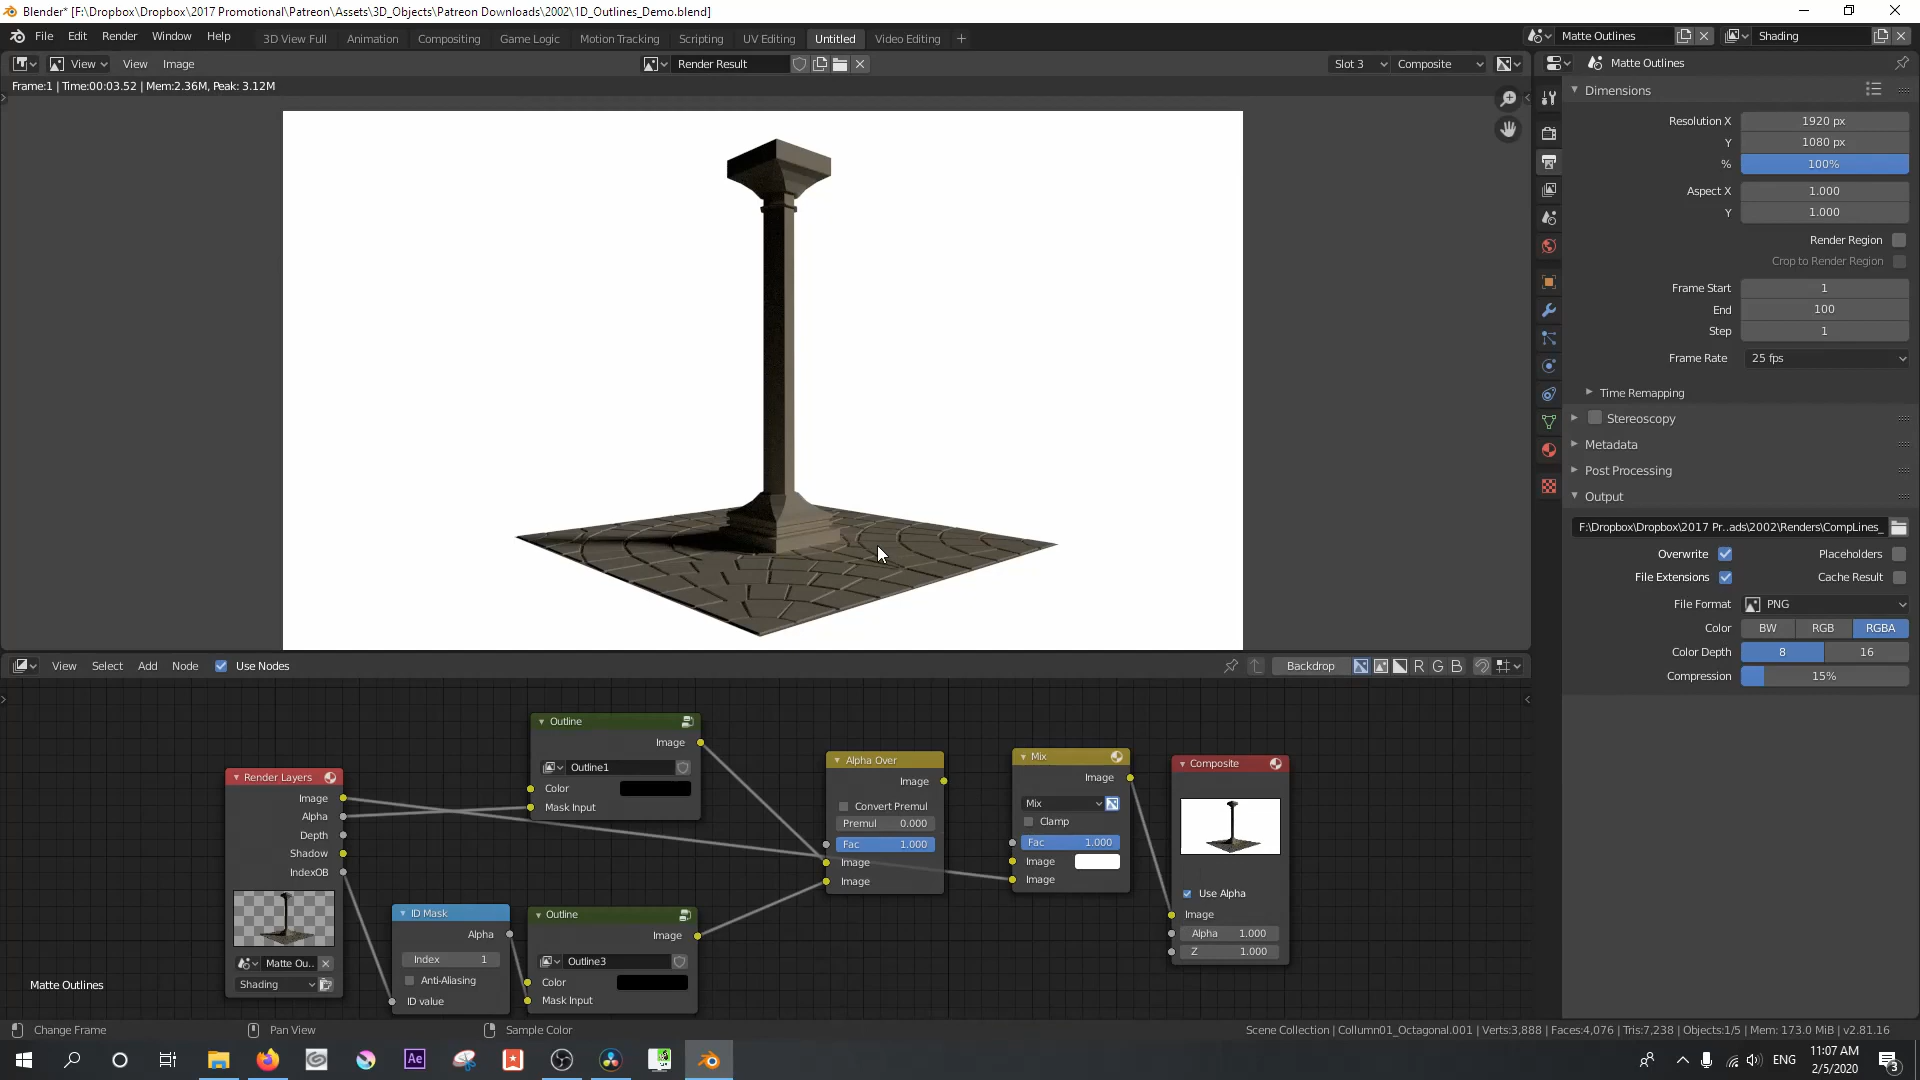 Blender* [F:\Dropbox\Dropbox\2017 Promotional\Patreon\Assets\3D_Objects\Patreon Downloads\2002\1D_Outlines_Demo.blend]
File Edit Render Window Help 3D View Full Animation Compositing Game Logic Motion Tracking Scripting UV Editing Untitled Video Editing + Matte Outlines Shading
View View Image Render Result Slot 3 Composite Matte Outlines
Frame:1 | Time:00:03.52 | Mem:2.36M, Peak: 3.12M
Dimensions
Resolution X 1920 px
Y 1080 px
% 100%
Aspect X 1.000
Y 1.000
Render Region
Crop to Render Region
Frame Start 1
End 100
Step 1
Frame Rate 25 fps
Time Remapping
Stereoscopy
Metadata
Post Processing
Output
F:\Dropbox\Dropbox\2017 Pr..ads\2002\Renders\CompLines_
Overwrite Placeholders
File Extensions Cache Result
File Format PNG
Color BW RGB RGBA
Color Depth 8 16
Compression 15%
View Select Add Node Use Nodes Backdrop R G B
Render Layers
Image
Alpha
Depth
Shadow
IndexOB
Matte Ou..
Shading
ID Mask
Alpha
Index 1
Anti-Aliasing
ID value
Outline
Image
Outline1
Color
Mask Input
Outline
Image
Outline3
Color
Mask Input
Alpha Over
Image
Convert Premul
Premul 0.000
Fac 1.000
Image
Image
Mix
Image
Mix
Clamp
Fac 1.000
Image
Image
Composite
Use Alpha
Image
Alpha 1.000
Z 1.000
Matte Outlines
Change Frame Pan View Sample Color Scene Collection | Collumn01_Octagonal.001 | Verts:3,888 | Faces:4,076 | Tris:7,238 | Objects:1/5 | Mem: 173.0 MiB | v2.81.16
Ae ENG 11:07 AM
2/5/2020 3